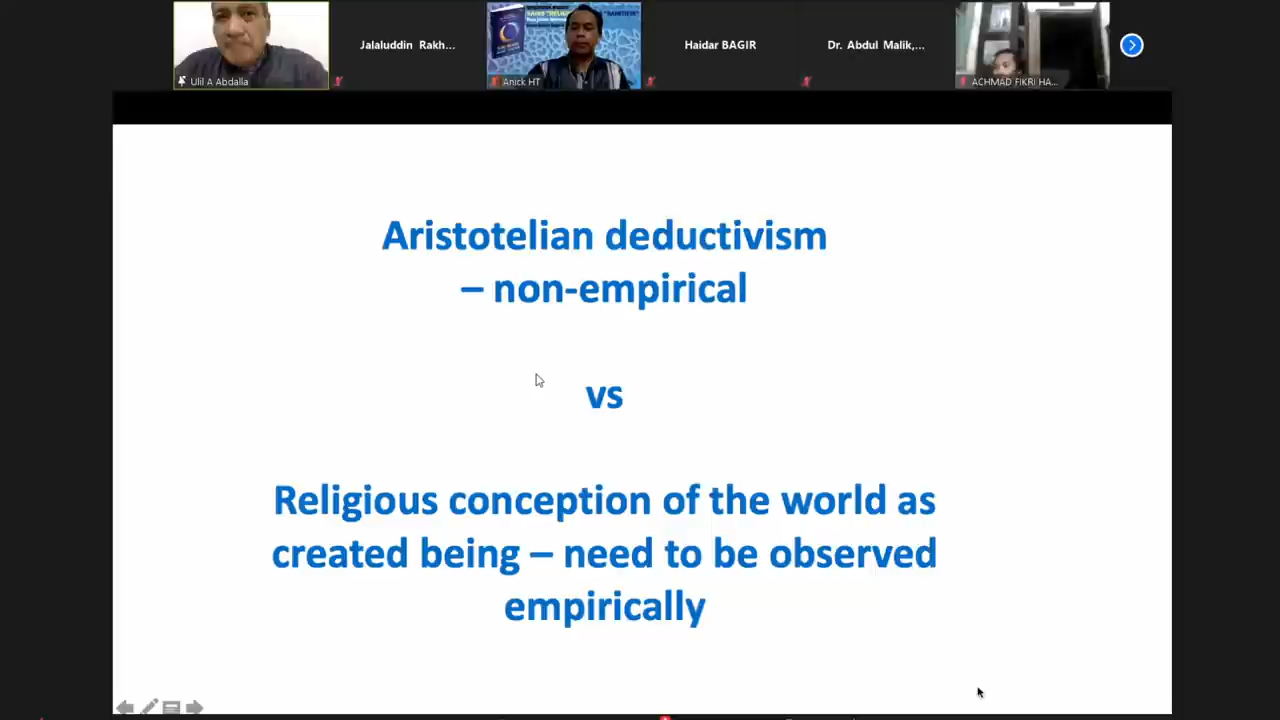 Jalaluddin Rakh...
Haidar BAGIR
Dr. Abdul Malik,...
Ulil A Abdalla
Anick HT
ACHMAD FIKRI HA...
Aristotelian deductivism
– non-empirical
vs
Religious conception of the world as
created being – need to be observed
empirically